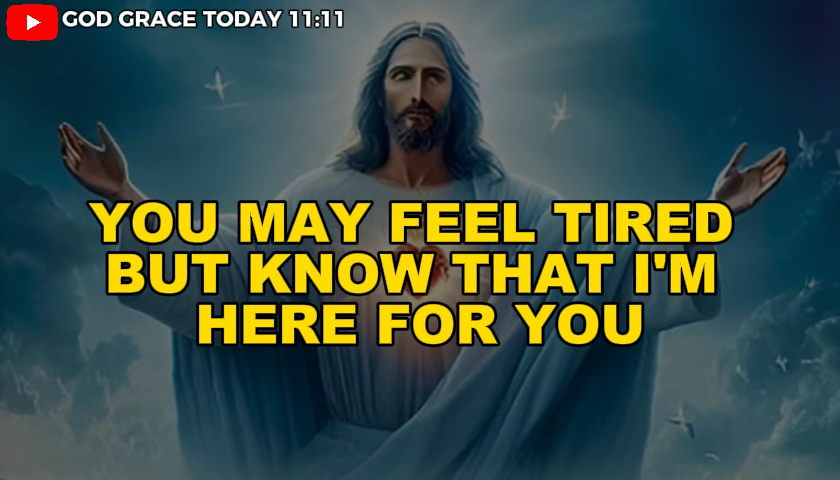 GOD GRACE TODAY 11:11
YOU MAY FEEL TIRED
BUT KNOW THAT I'M
HERE FOR YOU